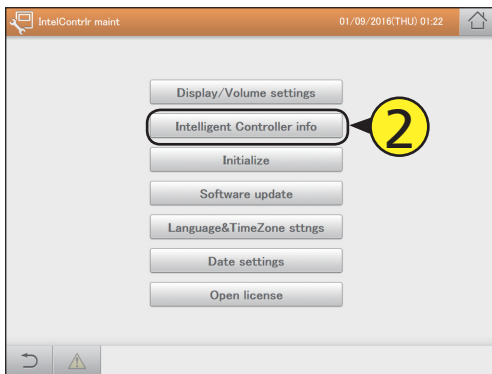 IntelContrlr maint 01/09/2016(THU) 01:22
Display/Volume settings
Intelligent Controller info
2
Initialize
Software update
Language&TimeZone sttngs
Date settings
Open license